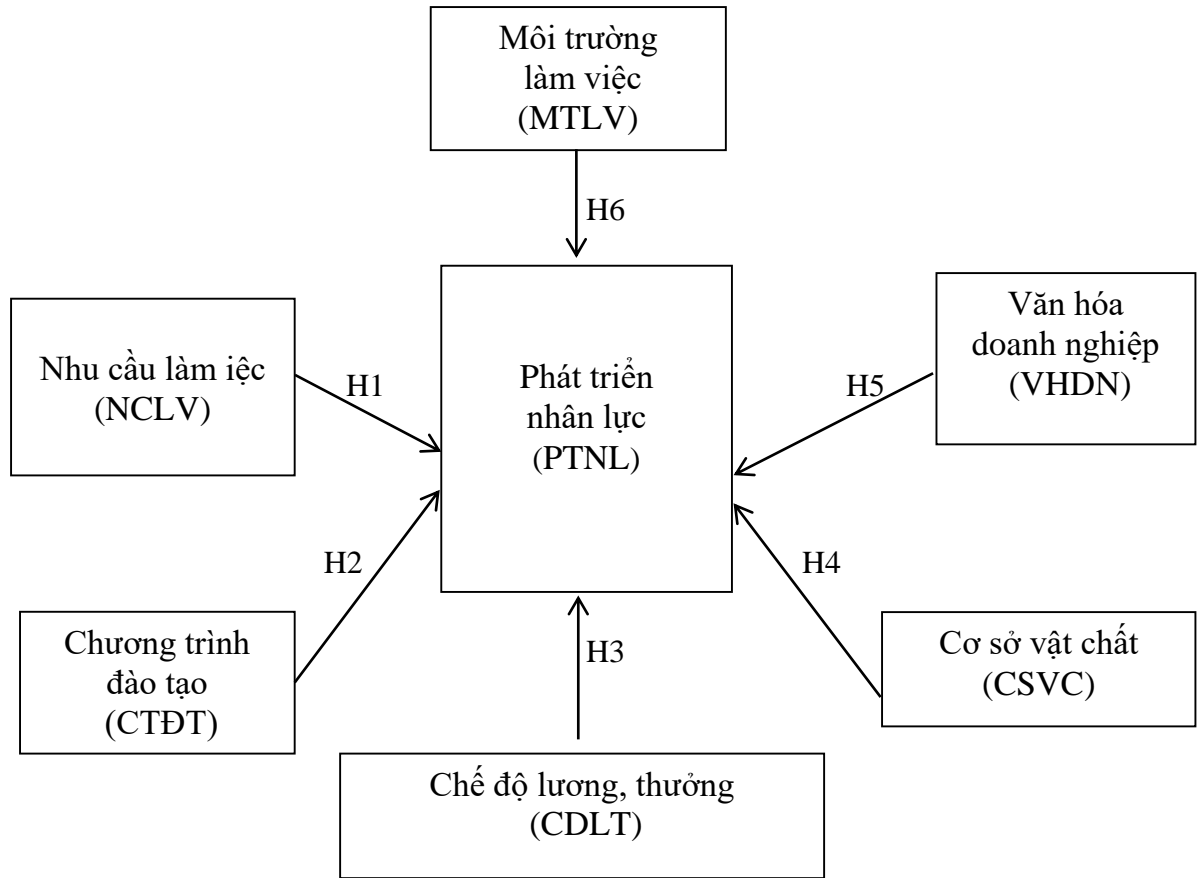 Môi trường
làm việc
(MTLV)
H6
Nhu cầu làm iệc
(NCLV)
H1
Phát triển
nhân lực
(PTNL)
H5
Văn hóa
doanh nghiệp
(VHDN)
H2
H4
Chương trình
đào tạo
(CTĐT)
H3
Cơ sở vật chất
(CSVC)
Chế độ lương, thưởng
(CDLT)